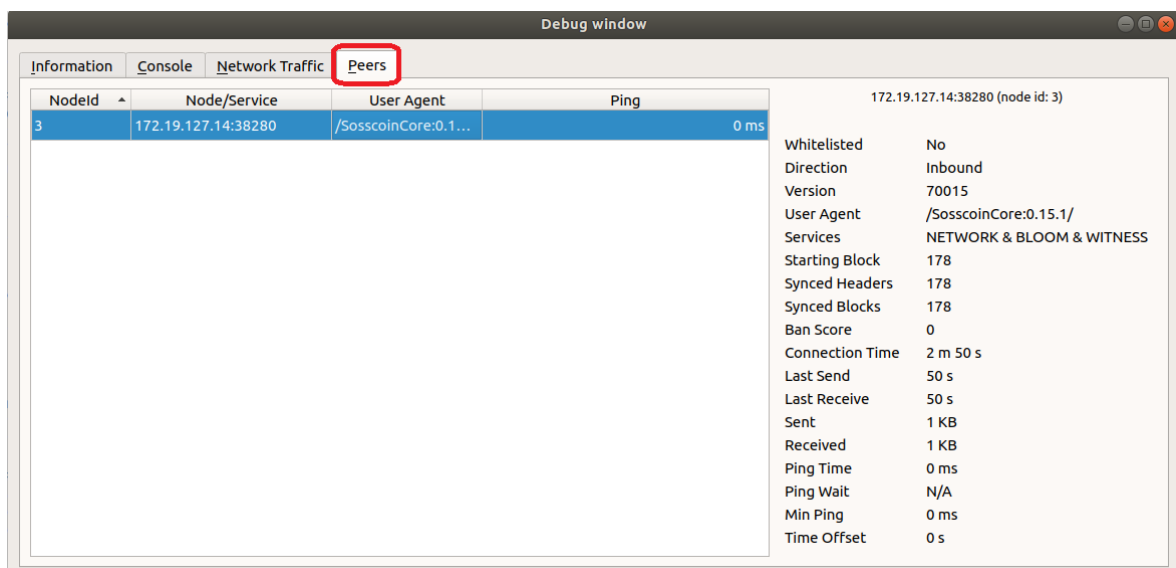 Debug window
Information Console Network Traffic Peers
NodeId Node/Service User Agent Ping
3 172.19.127.14:38280 /SosscoinCore:0.1... 0 ms
172.19.127.14:38280 (node id: 3)
Whitelisted No
Direction Inbound
Version 70015
User Agent /SosscoinCore:0.15.1/
Services NETWORK & BLOOM & WITNESS
Starting Block 178
Synced Headers 178
Synced Blocks 178
Ban Score 0
Connection Time 2 m 50 s
Last Send 50 s
Last Receive 50 s
Sent 1 KB
Received 1 KB
Ping Time 0 ms
Ping Wait N/A
Min Ping 0 ms
Time Offset 0 s